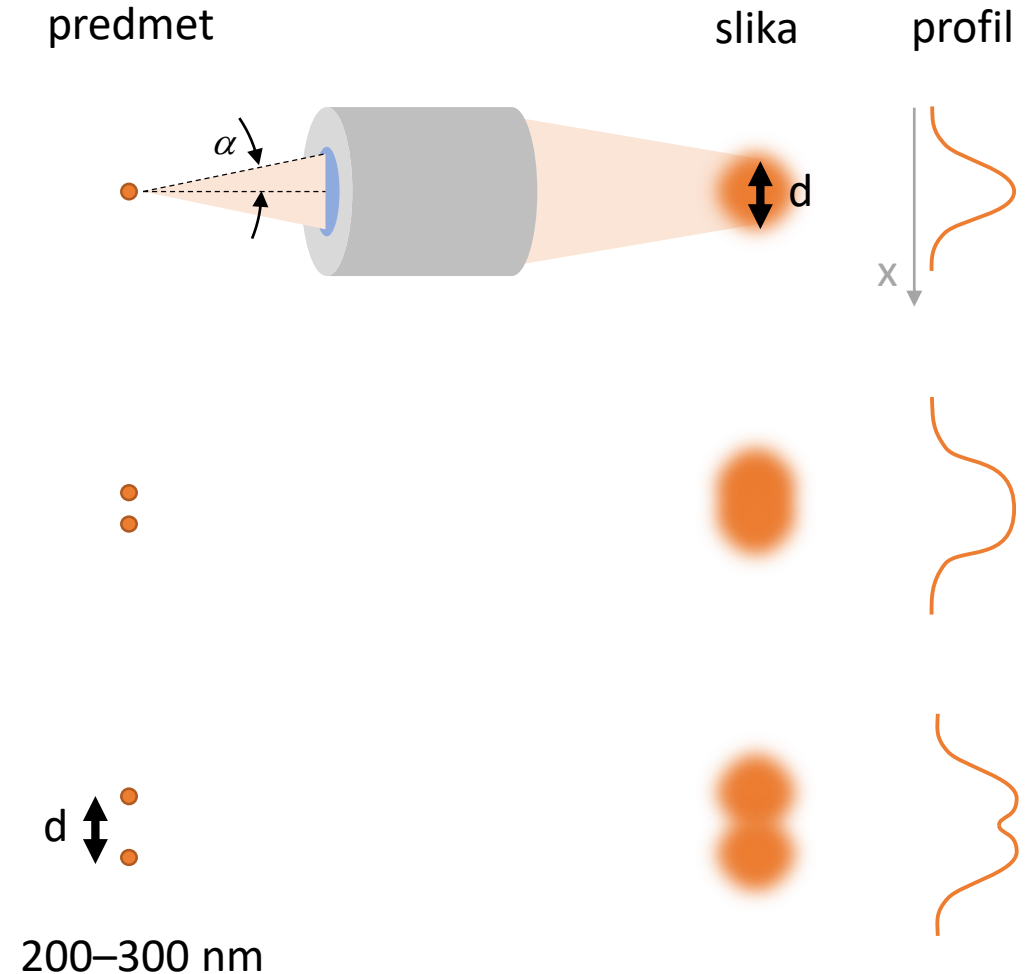 predmet
slika
profil
α
d
x
d
200–300 nm